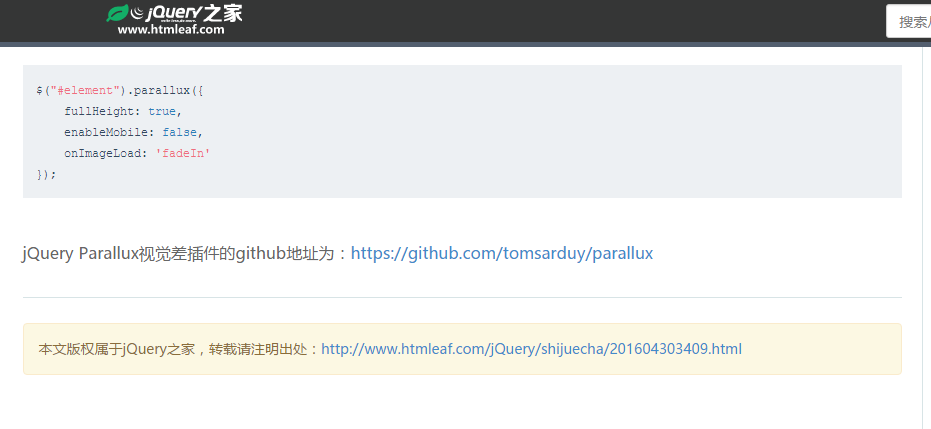 jQuery之家
www.htmleaf.com
$("#element").parallux({
    fullHeight: true,
    enableMobile: false,
    onImageLoad: 'fadeIn'
});
jQuery Parallux视觉差插件的github地址为：https://github.com/tomsarduy/parallux
本文版权属于jQuery之家，转载请注明出处：http://www.htmleaf.com/jQuery/shijuecha/201604303409.html